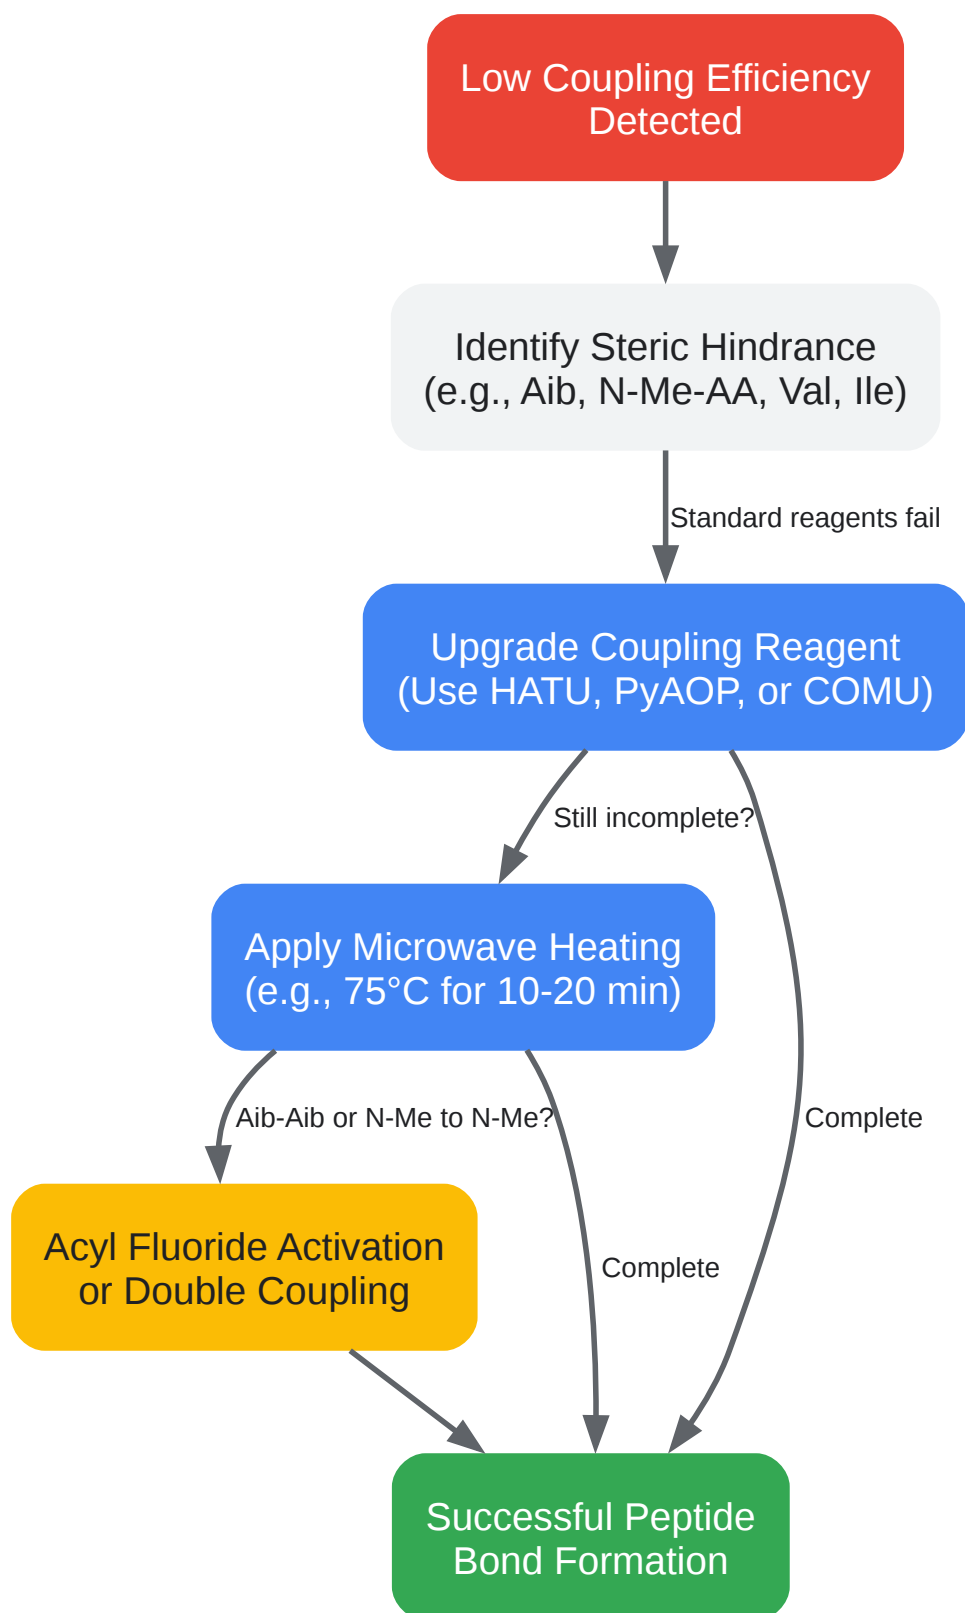 Low Coupling Efficiency
Detected
Identify Steric Hindrance
(e.g., Aib, N-Me-AA, Val, Ile)
Standard reagents fail
Upgrade Coupling Reagent
(Use HATU, PyAOP, or COMU)
Still incomplete?
Apply Microwave Heating
(e.g., 75°C for 10-20 min)
Aib-Aib or N-Me to N-Me?
Complete
Acyl Fluoride Activation
or Double Coupling
Complete
Successful Peptide
Bond Formation